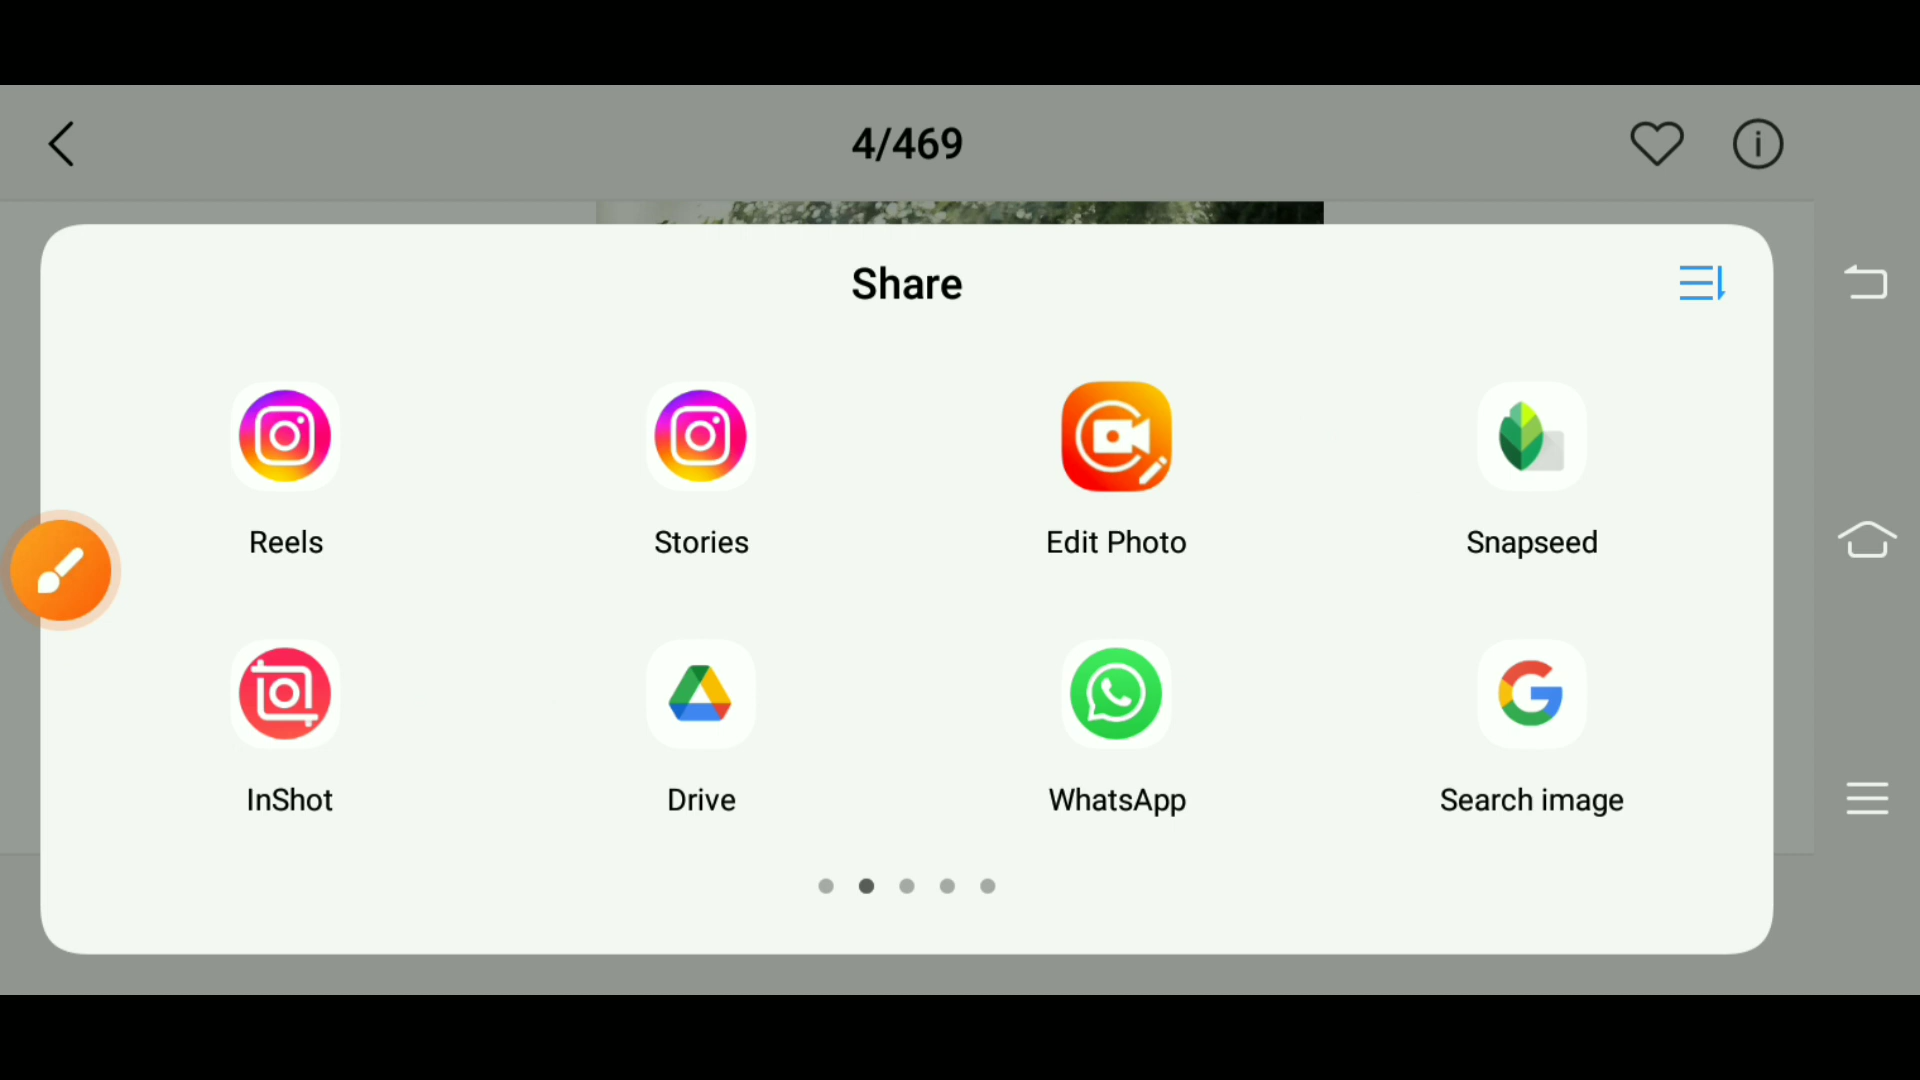 4/469
Share
Reels
Stories
Edit Photo
Snapseed
InShot
Drive
WhatsApp
Search image